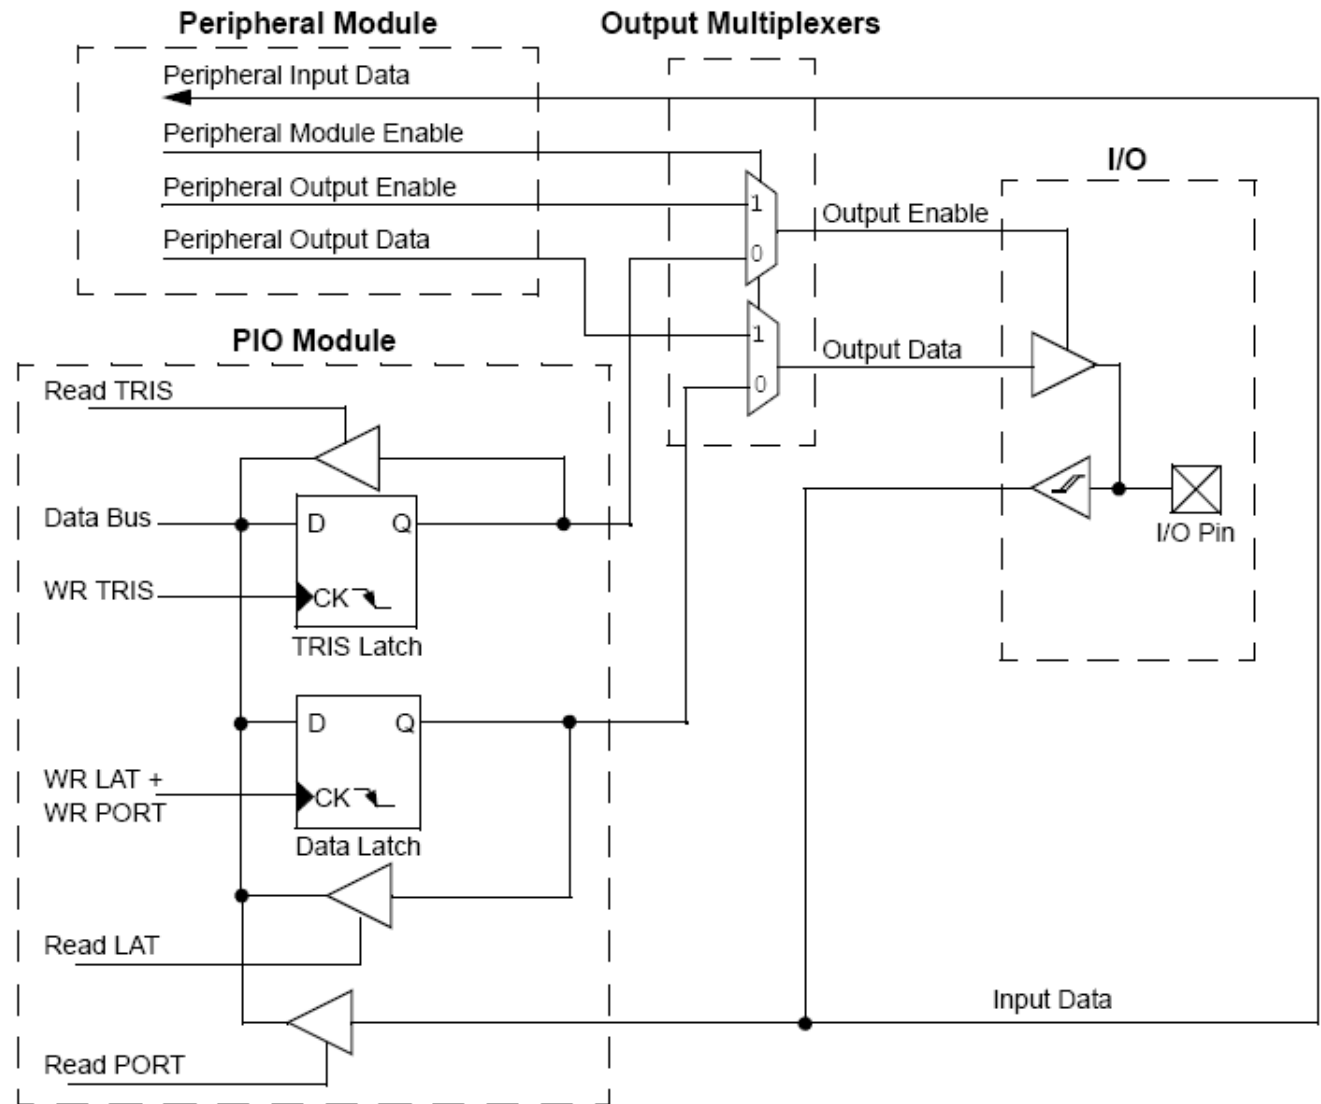 Peripheral Module
Output Multiplexers
Peripheral Input Data
Peripheral Module Enable
I/O
Peripheral Output Enable
1
Output Enable
Peripheral Output Data
0
PIO Module
1
Output Data
Read TRIS
0
Data Bus
D Q
I/O Pin
WR TRIS
CK
TRIS Latch
D Q
WR LAT +
WR PORT
CK
Data Latch
Read LAT
Input Data
Read PORT